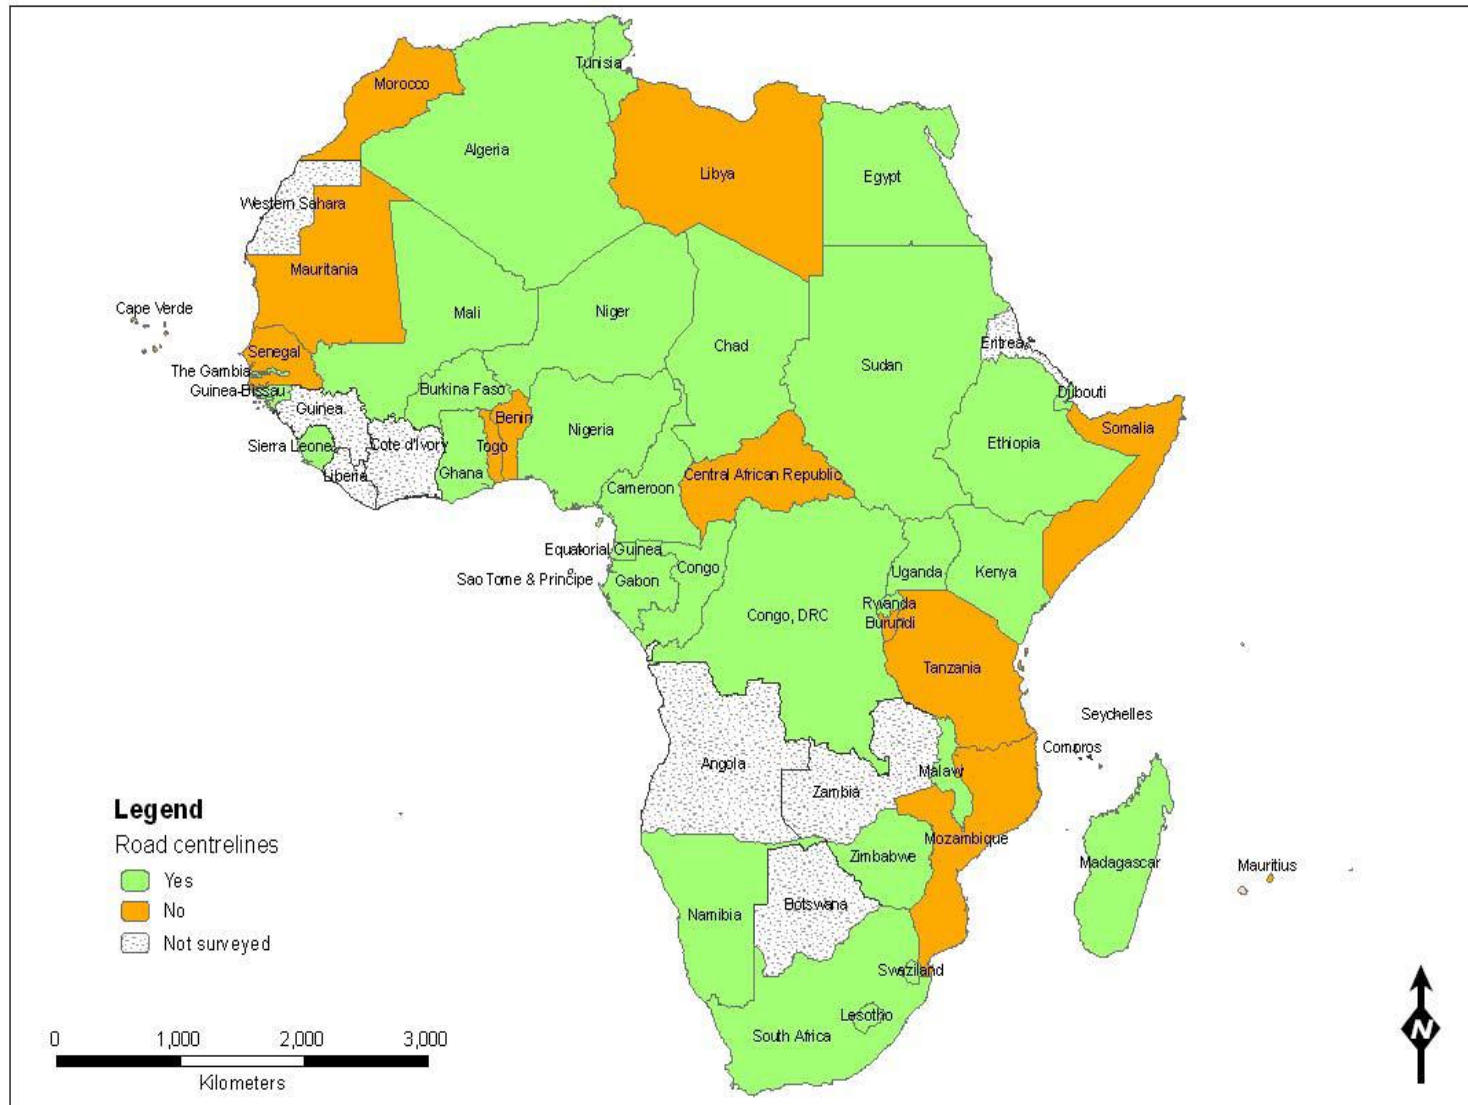 Tunisia
Morocco
Algeria
Libya
Egypt
Western Sahara
Mauritania
Cape Verde
Mali
Niger
Chad
Sudan
Eritrea
Senegal
The Gambia
Guinea-Bissau
Burkina Faso
Djibouti
Guinea
Benin
Somalia
Nigeria
Sierra Leone
Cote d'Ivory
Togo
Ethiopia
Liberia
Ghana
Central African Republic
Cameroon
Equatorial Guinea
Congo
Uganda
Kenya
Sao Tome & Principe
Gabon
Rwanda
Congo, DRC
Burundi
Tanzania
Seychelles
Compros
Angola
Malawi
Zambia
Mozambique
Zimbabwe
Madagascar
Mauritius
Botswana
Namibia
Swaziland
Lesotho
South Africa
Legend
Road centrelines
Yes
No
Not surveyed
0 1,000 2,000 3,000
Kilometers
N